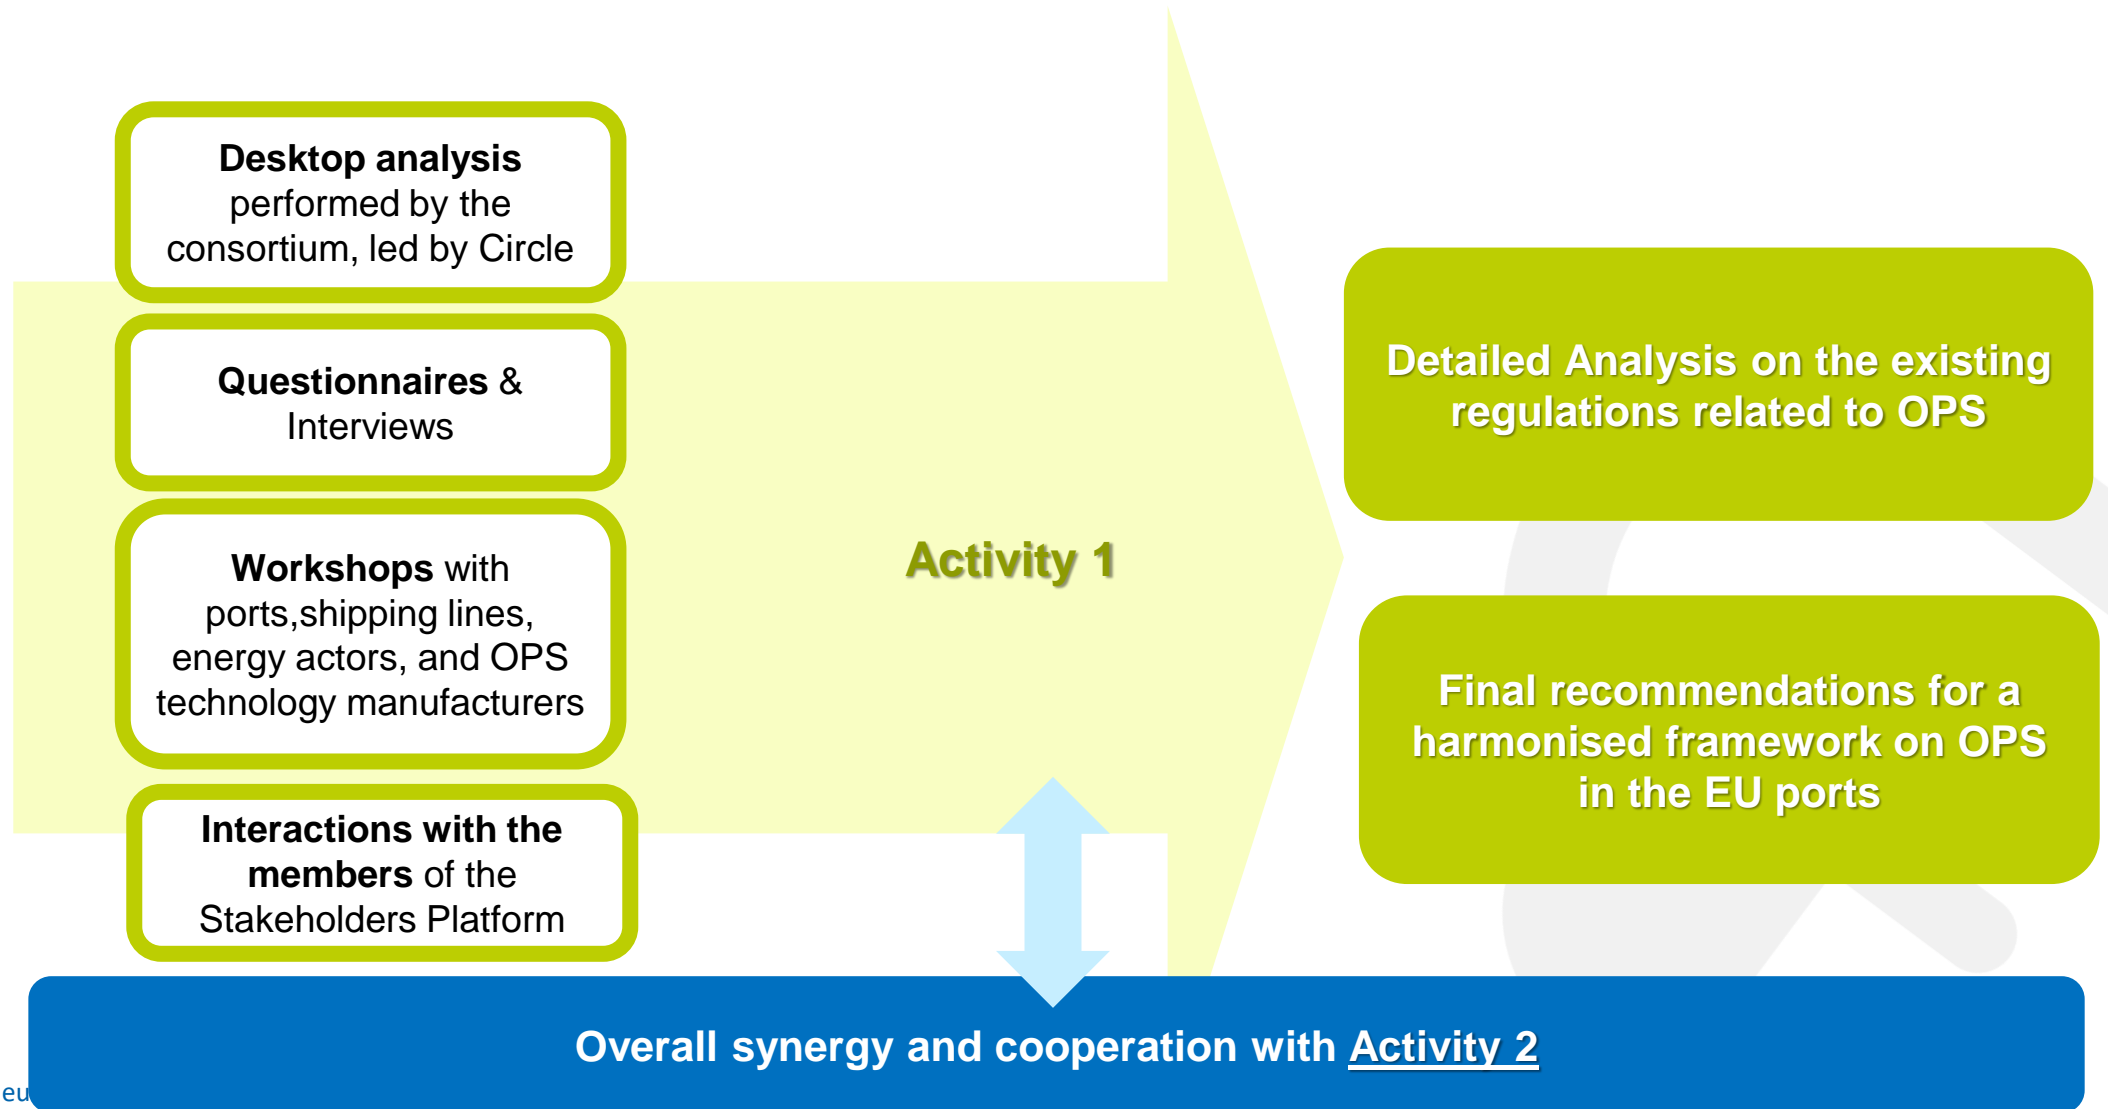 Desktop analysis
performed by the
consortium, led by Circle
Questionnaires &
Interviews
Workshops with
ports,shipping lines,
energy actors, and OPS
technology manufacturers
Interactions with the
members of the
Stakeholders Platform
Activity 1
Detailed Analysis on the existing
regulations related to OPS
Final recommendations for a
harmonised framework on OPS
in the EU ports
Overall synergy and cooperation with Activity 2
eu